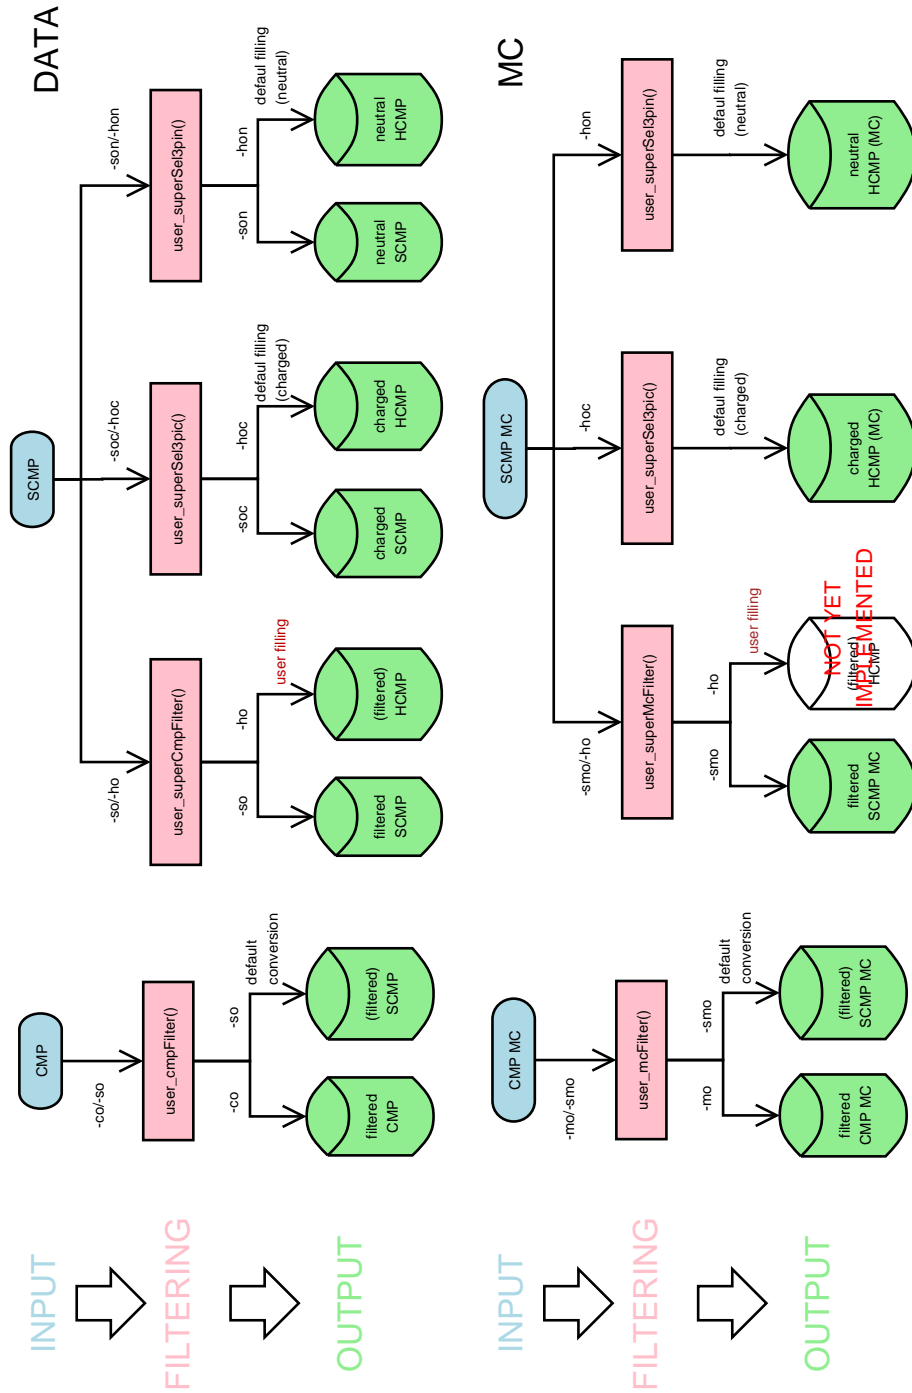 DATA
INPUT
FILTERING
OUTPUT
CMP
-co/-so
user_cmpFilter()
-co
-so
default
conversion
filtered
CMP
(filtered)
SCMP
SCMP
-so/-ho
-soc/-hoc
-son/-hon
user_superCmpFilter()
user_superSel3pic()
user_superSel3pin()
-so
-ho
user filling
-soc
-hoc
defaul filling
(charged)
-son
-hon
defaul filling
(neutral)
filtered
SCMP
(filtered)
HCMP
charged
SCMP
charged
HCMP
neutral
SCMP
neutral
HCMP
MC
INPUT
FILTERING
OUTPUT
CMP MC
-mo/-smo
user_mcFilter()
-mo
-smo
default
conversion
filtered
CMP MC
(filtered)
SCMP MC
SCMP MC
-smo/-ho
-hoc
-hon
user_superMcFilter()
user_superSel3pic()
user_superSel3pin()
-smo
-ho
user filling
defaul filling
(charged)
defaul filling
(neutral)
filtered
SCMP MC
(filtered)
HCMP
NOT YET
IMPLEMENTED
charged
HCMP (MC)
neutral
HCMP (MC)